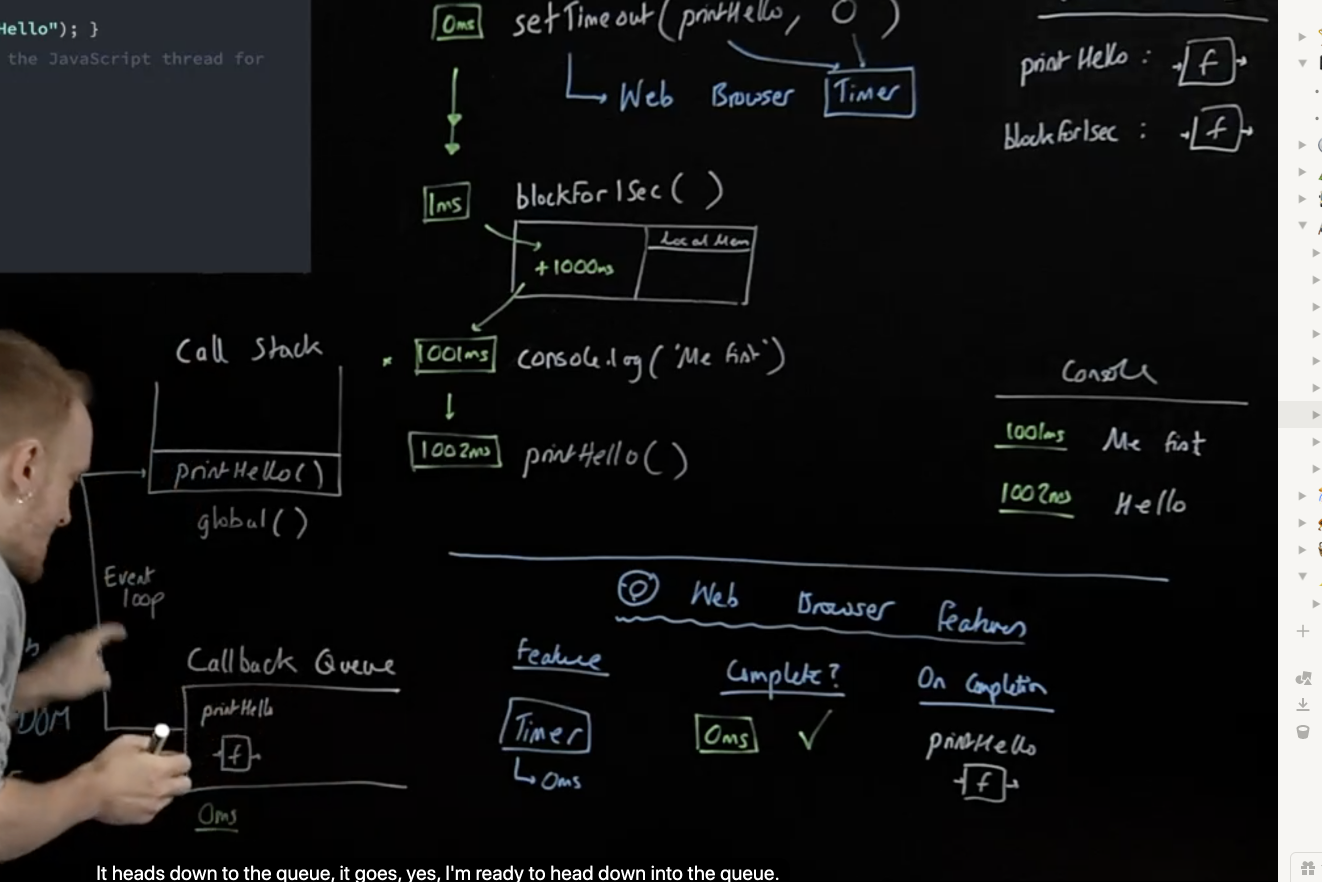 Hello"); }
the JavaScript thread for
0ms setTimeout(printHello, 0)
Web Browser Timer
printHello : f
blockFor1sec : f
1ms blockFor1Sec( )
Local Mem
+1000ms
Call Stack
* 1001ms console.log('Me first')
Console
1001ms Me first
1002ms printHello( )
printHello()
1002ms Hello
global()
Event
loop
Web Browser Features
Callback Queue
Feature
Complete?
On Completion
printHello
f
0ms
DOM
Timer
0ms
0ms ✓
printHello
f
It heads down to the queue, it goes, yes, I'm ready to head down into the queue.